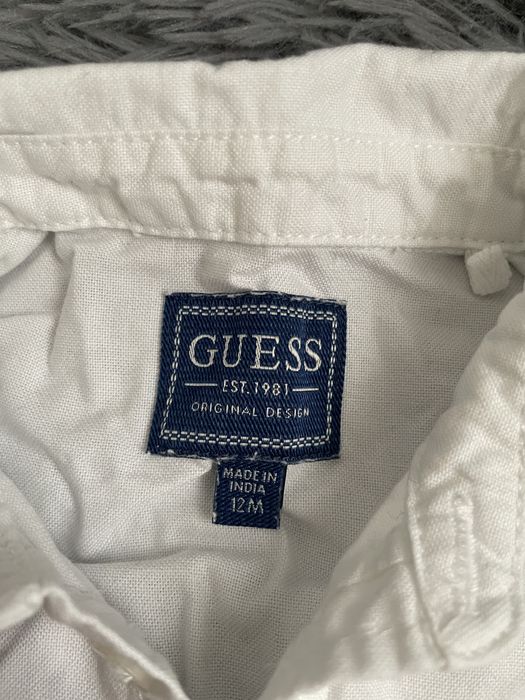 GUESS
EST.1981
ORIGINAL DESIGN
MADE IN
INDIA
12M